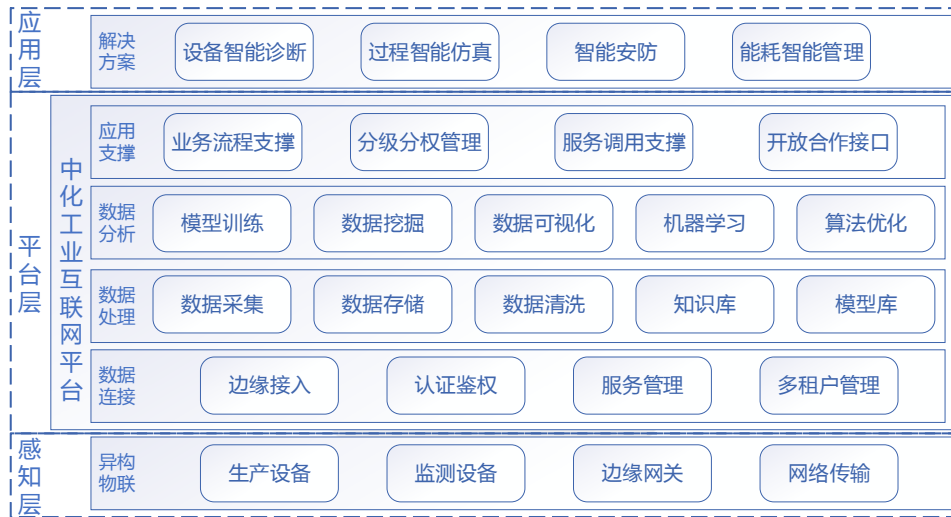 应用层
解决
方案
设备智能诊断
过程智能仿真
智能安防
能耗智能管理
平台层
中化工业互联网平台
应用
支撑
业务流程支撑
分级分权管理
服务调用支撑
开放合作接口
数据
分析
模型训练
数据挖掘
数据可视化
机器学习
算法优化
数据
处理
数据采集
数据存储
数据清洗
知识库
模型库
数据
连接
边缘接入
认证鉴权
服务管理
多租户管理
感知层
异构
物联
生产设备
监测设备
边缘网关
网络传输